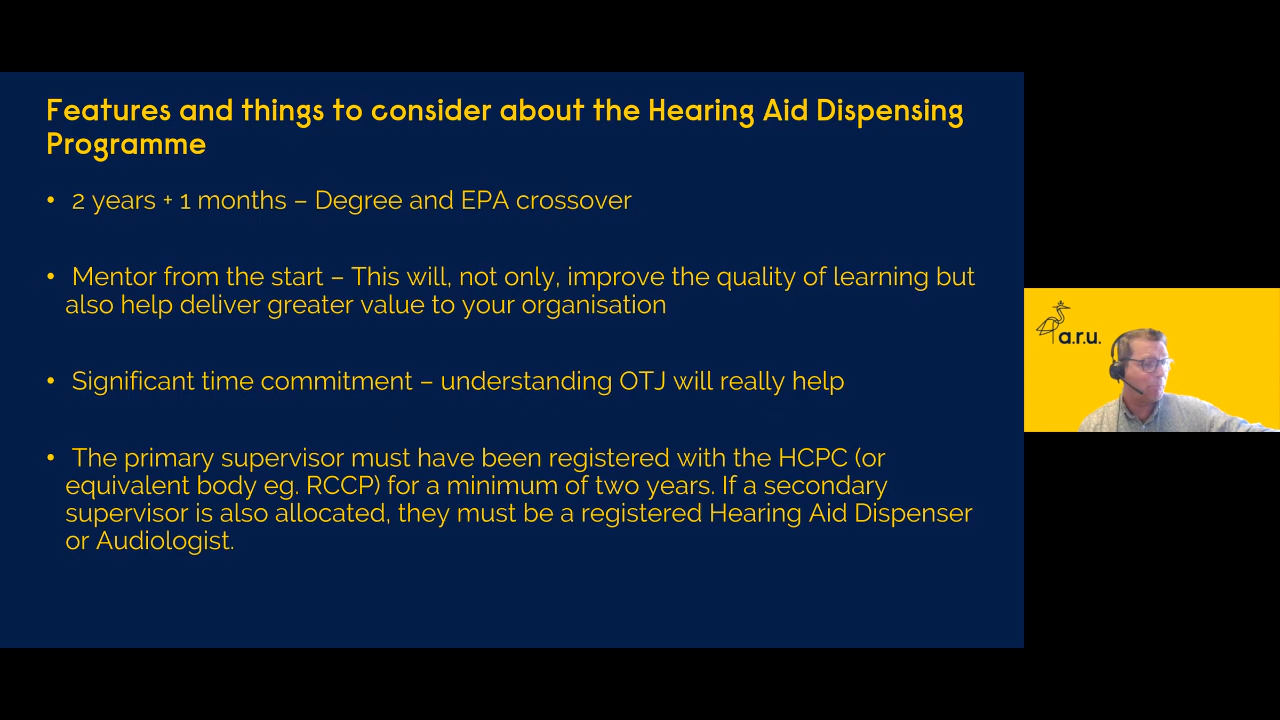 Features and things to consider about the Hearing Aid Dispensing
Programme
• 2 years + 1 months – Degree and EPA crossover
• Mentor from the start – This will, not only, improve the quality of learning but
also help deliver greater value to your organisation
• Significant time commitment – understanding OTJ will really help
• The primary supervisor must have been registered with the HCPC (or
equivalent body eg. RCCP) for a minimum of two years. If a secondary
supervisor is also allocated, they must be a registered Hearing Aid Dispenser
or Audiologist.
a.r.u.